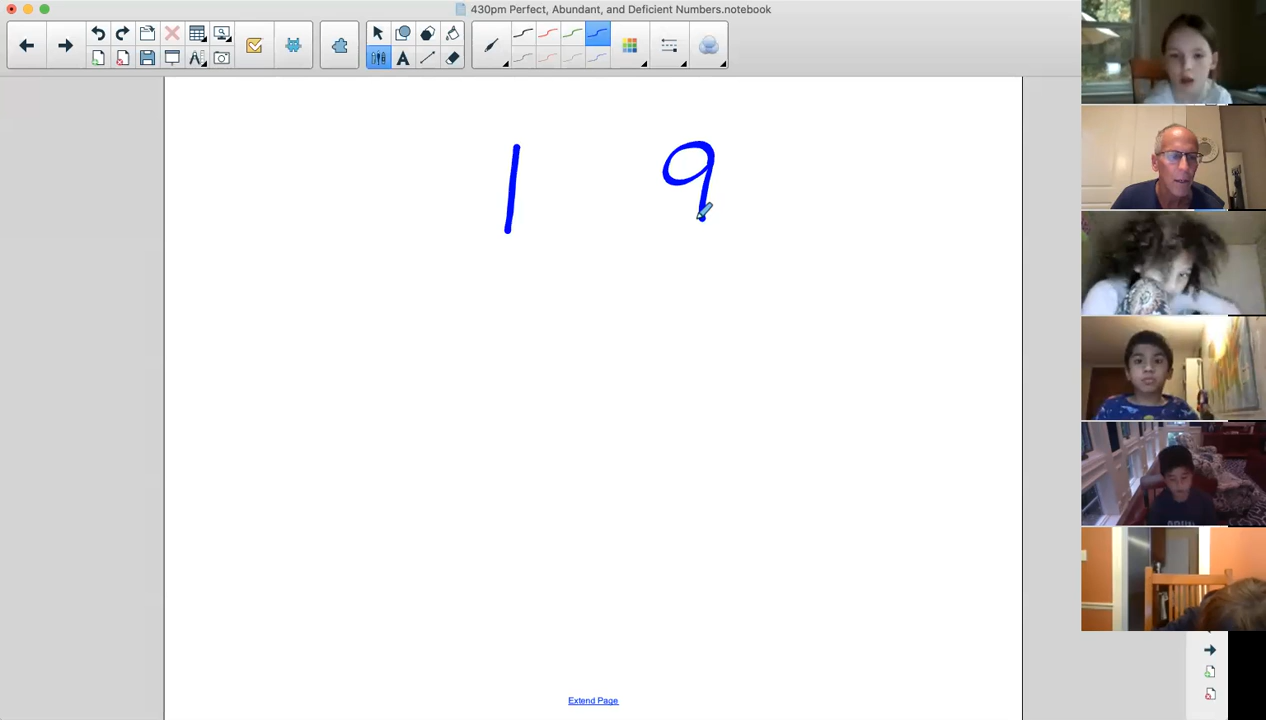 430pm Perfect, Abundant, and Deficient Numbers.notebook
A
1 9
Extend Page